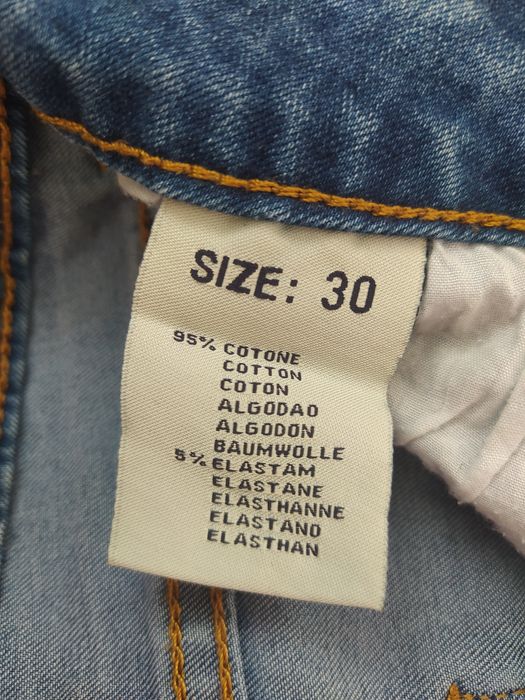 SIZE: 30
95% COTONE
COTTON
COTON
ALGODAO
ALGODON
BAUMWOLLE
5% ELASTAM
ELASTANE
ELASTHANNE
ELASTANO
ELASTHAN